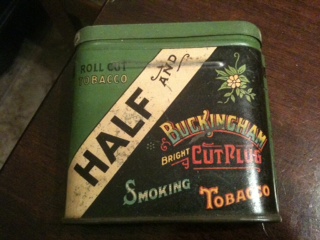 ROLL CUT
TOBACCO
HALF AND
BUCKINGHAM
BRIGHT CUT PLUG
SMOKING TOBACCO